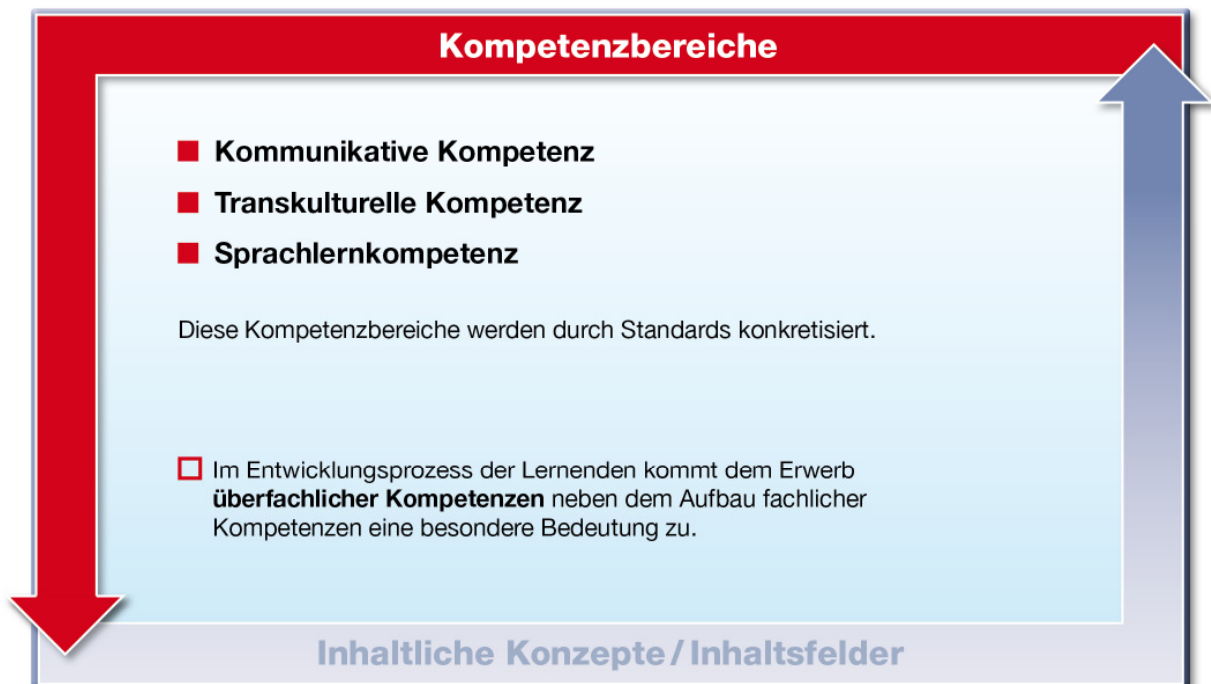 Kompetenzbereiche
Kommunikative Kompetenz
Transkulturelle Kompetenz
Sprachlernkompetenz
Diese Kompetenzbereiche werden durch Standards konkretisiert.
Im Entwicklungsprozess der Lernenden kommt dem Erwerb
überfachlicher Kompetenzen neben dem Aufbau fachlicher
Kompetenzen eine besondere Bedeutung zu.
Inhaltliche Konzepte/Inhaltsfelder